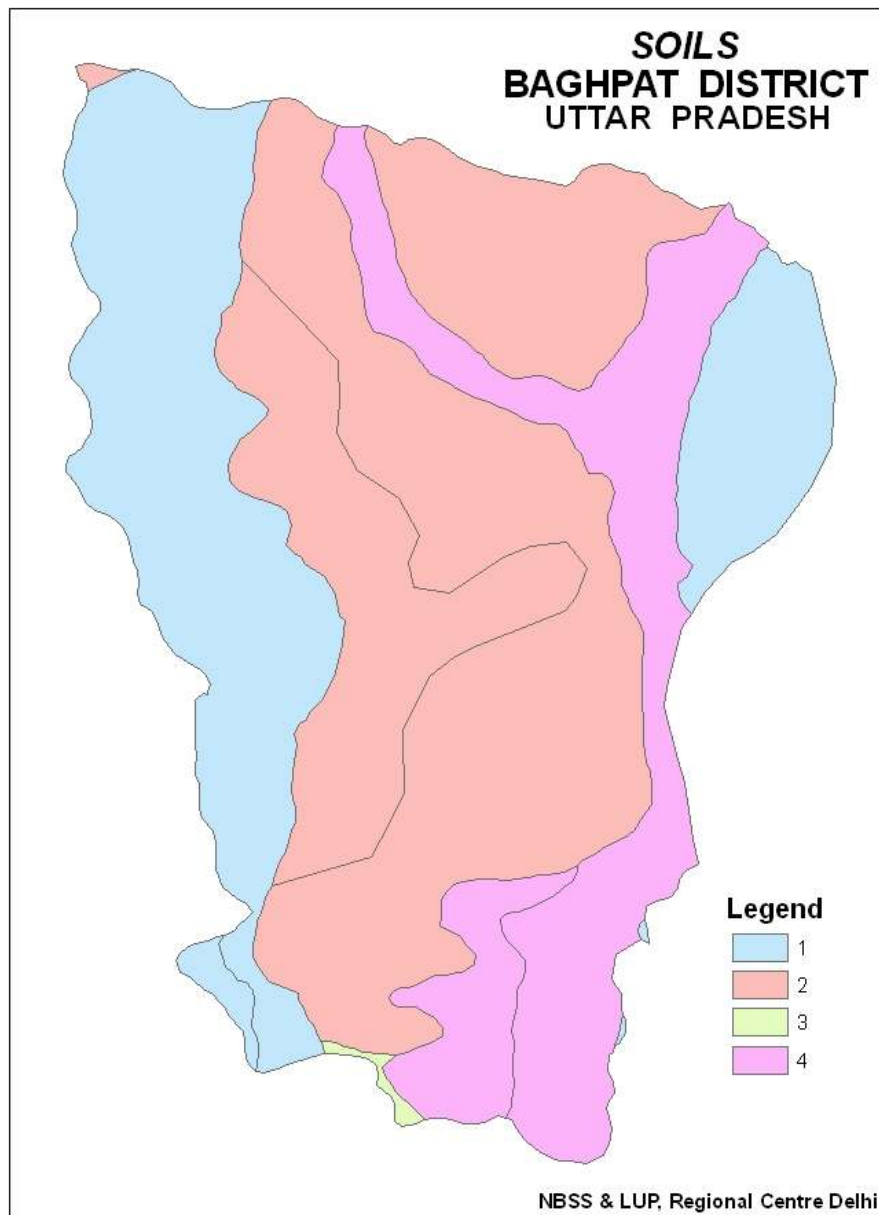 SOILS
BAGHPAT DISTRICT
UTTAR PRADESH
Legend
1
2
3
4
NBSS & LUP, Regional Centre Delhi